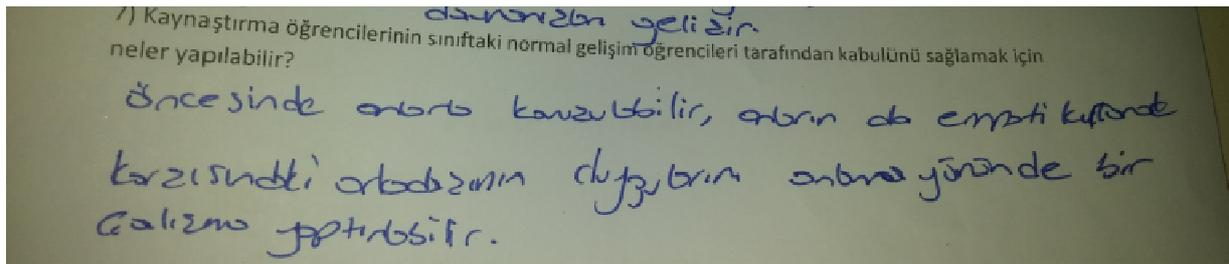 davranışları gelişir.
7) Kaynaştırma öğrencilerinin sınıftaki normal gelişim öğrencileri tarafından kabulünü sağlamak için
neler yapılabilir?
Öncesinde onlarla konuşulabilir, onların da empati kurarak
karşısındaki arkadaşının duygularını anlama yönünde bir
çalışma yaptırılabilir.